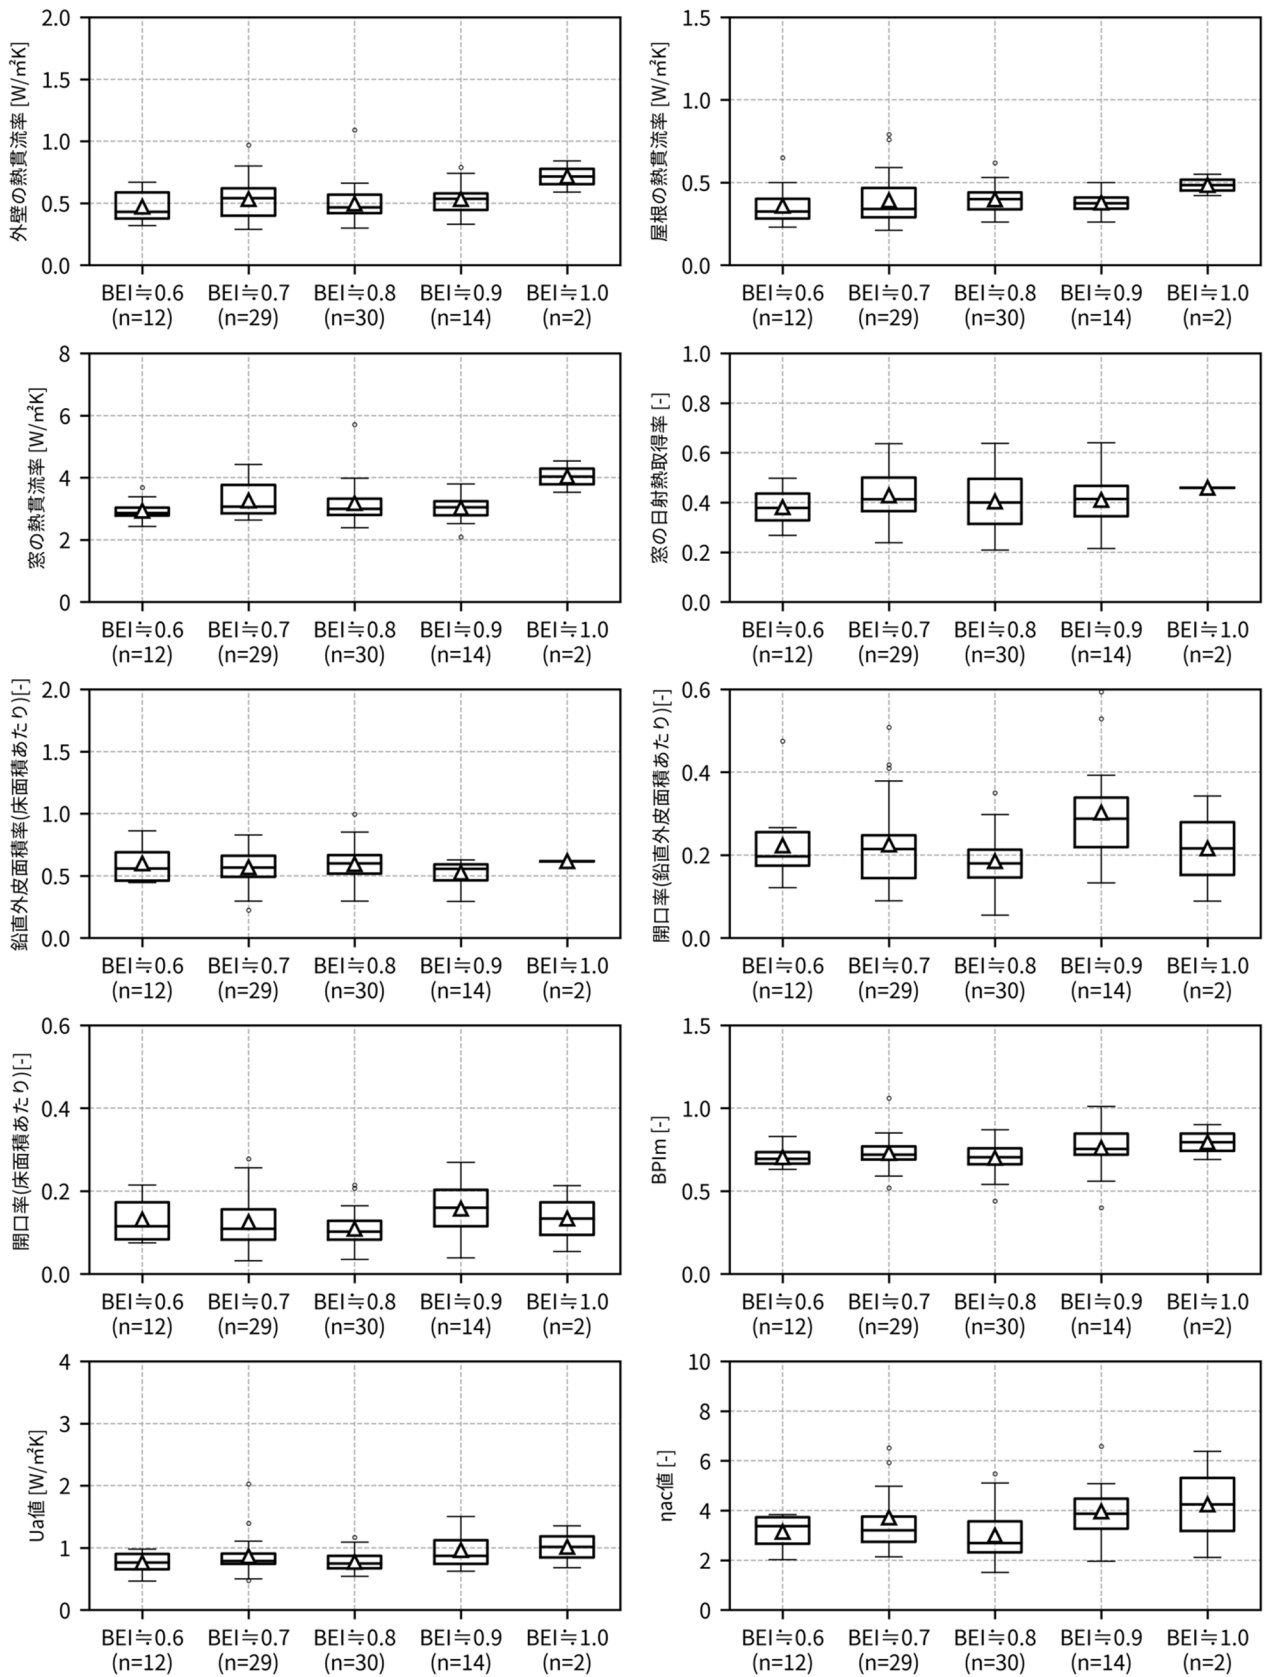 外壁の熱貫流率 [W/㎡K]
2.0
1.5
1.0
0.5
0.0
BEI≒0.6 BEI≒0.7 BEI≒0.8 BEI≒0.9 BEI≒1.0
(n=12) (n=29) (n=30) (n=14) (n=2)
屋根の熱貫流率 [W/㎡K]
1.5
1.0
0.5
0.0
BEI≒0.6 BEI≒0.7 BEI≒0.8 BEI≒0.9 BEI≒1.0
(n=12) (n=29) (n=30) (n=14) (n=2)
窓の熱貫流率 [W/㎡K]
8
6
4
2
0
BEI≒0.6 BEI≒0.7 BEI≒0.8 BEI≒0.9 BEI≒1.0
(n=12) (n=29) (n=30) (n=14) (n=2)
窓の日射熱取得率 [-]
1.0
0.8
0.6
0.4
0.2
0.0
BEI≒0.6 BEI≒0.7 BEI≒0.8 BEI≒0.9 BEI≒1.0
(n=12) (n=29) (n=30) (n=14) (n=2)
鉛直外皮面積率(床面積あたり)[-]
2.0
1.5
1.0
0.5
0.0
BEI≒0.6 BEI≒0.7 BEI≒0.8 BEI≒0.9 BEI≒1.0
(n=12) (n=29) (n=30) (n=14) (n=2)
開口率(鉛直外皮面積あたり)[-]
0.6
0.4
0.2
0.0
BEI≒0.6 BEI≒0.7 BEI≒0.8 BEI≒0.9 BEI≒1.0
(n=12) (n=29) (n=30) (n=14) (n=2)
開口率(床面積あたり)[-]
0.6
0.4
0.2
0.0
BEI≒0.6 BEI≒0.7 BEI≒0.8 BEI≒0.9 BEI≒1.0
(n=12) (n=29) (n=30) (n=14) (n=2)
BPIm [-]
1.5
1.0
0.5
0.0
BEI≒0.6 BEI≒0.7 BEI≒0.8 BEI≒0.9 BEI≒1.0
(n=12) (n=29) (n=30) (n=14) (n=2)
Ua値 [W/㎡K]
4
3
2
1
0
BEI≒0.6 BEI≒0.7 BEI≒0.8 BEI≒0.9 BEI≒1.0
(n=12) (n=29) (n=30) (n=14) (n=2)
ηac値 [-]
10
8
6
4
2
0
BEI≒0.6 BEI≒0.7 BEI≒0.8 BEI≒0.9 BEI≒1.0
(n=12) (n=29) (n=30) (n=14) (n=2)